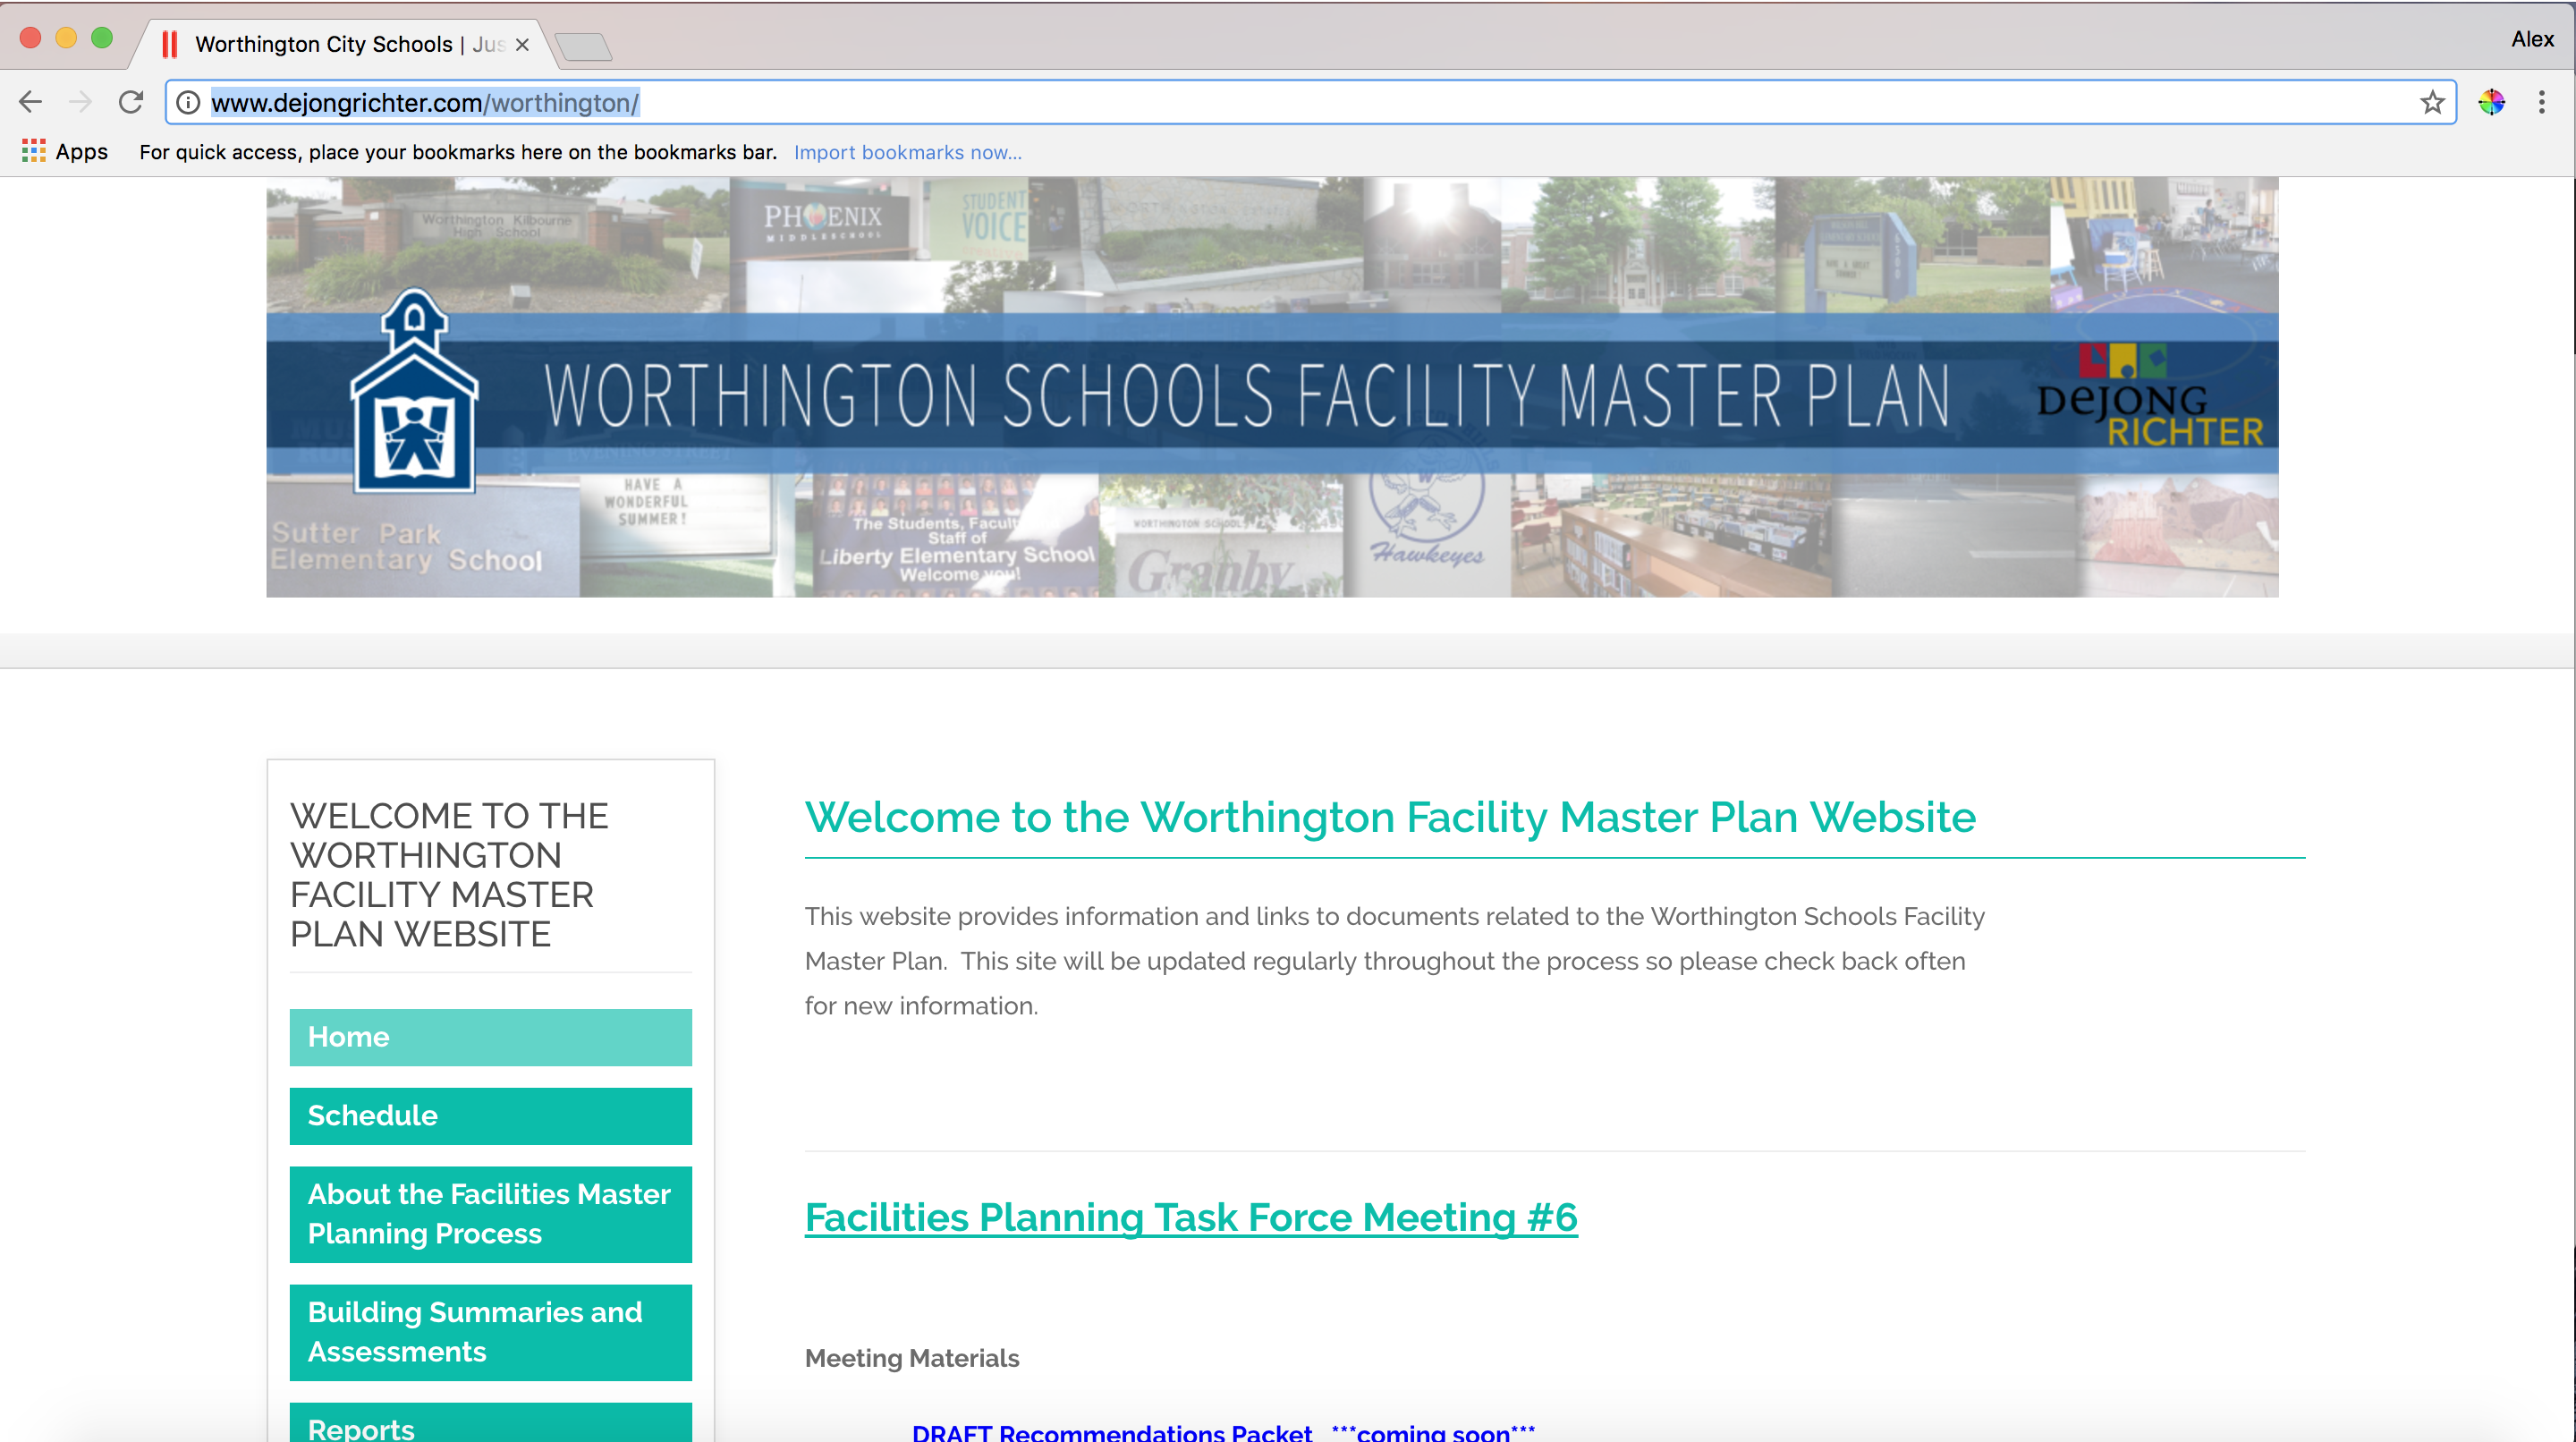 Worthington City Schools | Jus
Alex
www.dejongrichter.com/worthington/
Apps
For quick access, place your bookmarks here on the bookmarks bar. Import bookmarks now...
Worthington Kilbourne
High School
PHOENIX
MIDDLESCHOOL
STUDENT
VOICE
WORTHINGTON SCHOOLS FACILITY MASTER PLAN
DeJONG
RICHTER
EVENING STREET
Sutter Park
Elementary School
HAVE A
WONDERFUL
SUMMER!
The Students, Facult
Staff of
Liberty Elementary School
Welcome you!
WORTHINGTON SCHOOLS
Granby
W
Hawkeyes
WELCOME TO THE
WORTHINGTON
FACILITY MASTER
PLAN WEBSITE
Home
Schedule
About the Facilities Master
Planning Process
Building Summaries and
Assessments
Reports
Welcome to the Worthington Facility Master Plan Website
This website provides information and links to documents related to the Worthington Schools Facility
Master Plan.  This site will be updated regularly throughout the process so please check back often
for new information.
Facilities Planning Task Force Meeting #6
Meeting Materials
DRAFT Recommendations Packet  ***coming soon***